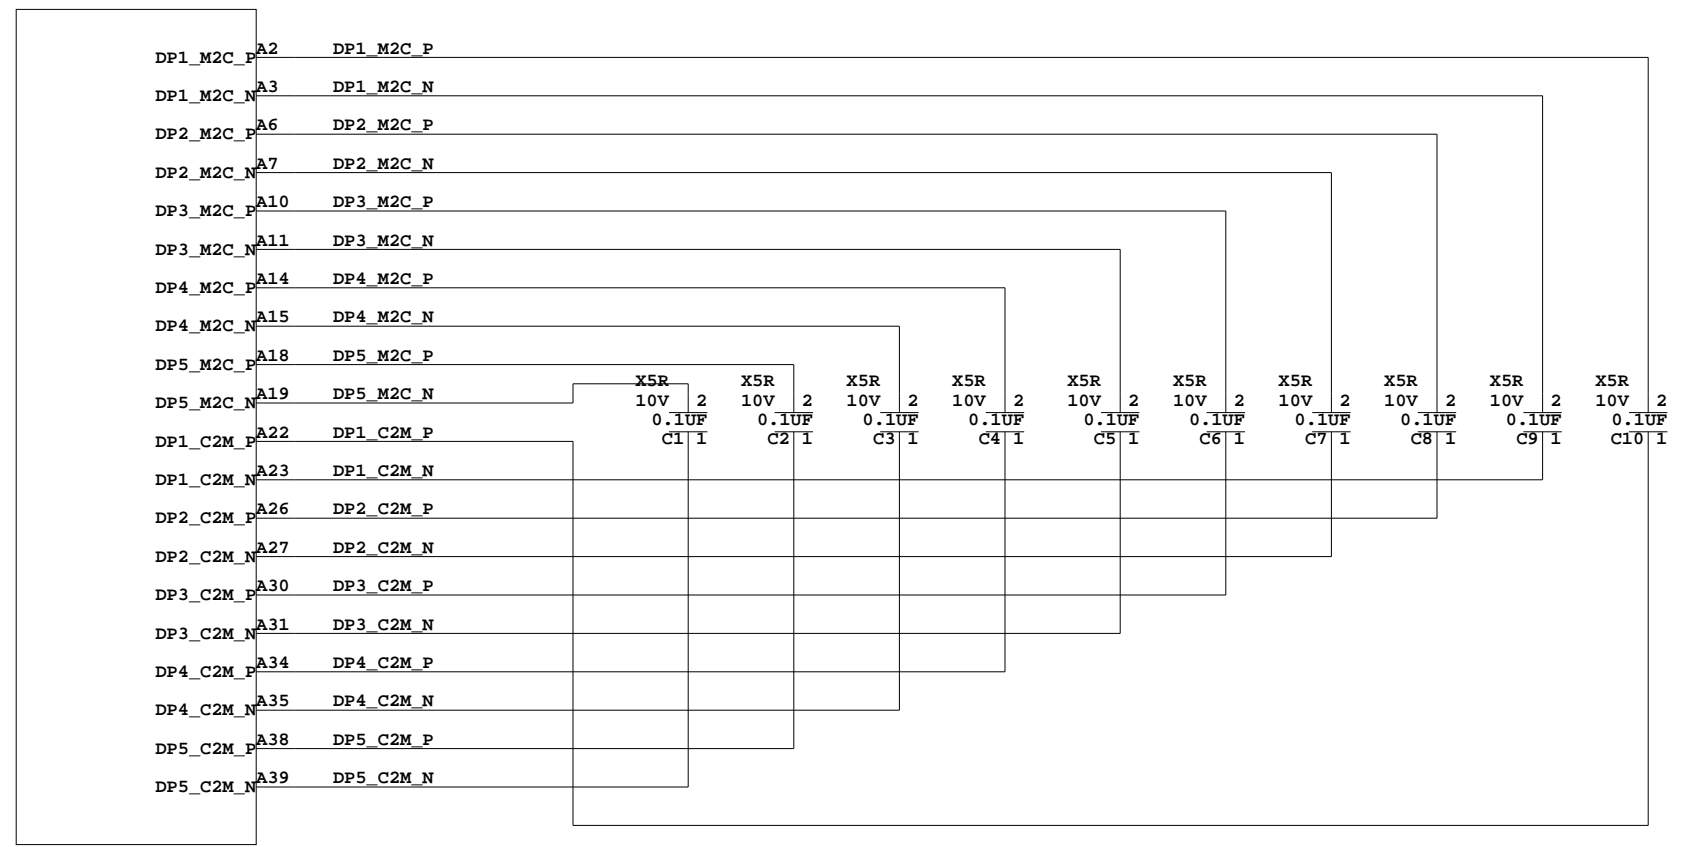 DP1_M2C_P A2 DP1_M2C_P
DP1_M2C_N A3 DP1_M2C_N
DP2_M2C_P A6 DP2_M2C_P
DP2_M2C_N A7 DP2_M2C_N
DP3_M2C_P A10 DP3_M2C_P
DP3_M2C_N A11 DP3_M2C_N
DP4_M2C_P A14 DP4_M2C_P
DP4_M2C_N A15 DP4_M2C_N
DP5_M2C_P A18 DP5_M2C_P
X5R X5R X5R X5R X5R X5R X5R X5R X5R X5R
DP5_M2C_N A19 DP5_M2C_N
10V 2 10V 2 10V 2 10V 2 10V 2 10V 2 10V 2 10V 2 10V 2 10V 2
0.1UF 0.1UF 0.1UF 0.1UF 0.1UF 0.1UF 0.1UF 0.1UF 0.1UF 0.1UF
DP1_C2M_P A22 DP1_C2M_P
C1 1 C2 1 C3 1 C4 1 C5 1 C6 1 C7 1 C8 1 C9 1 C10 1
DP1_C2M_N A23 DP1_C2M_N
DP2_C2M_P A26 DP2_C2M_P
DP2_C2M_N A27 DP2_C2M_N
DP3_C2M_P A30 DP3_C2M_P
DP3_C2M_N A31 DP3_C2M_N
DP4_C2M_P A34 DP4_C2M_P
DP4_C2M_N A35 DP4_C2M_N
DP5_C2M_P A38 DP5_C2M_P
DP5_C2M_N A39 DP5_C2M_N